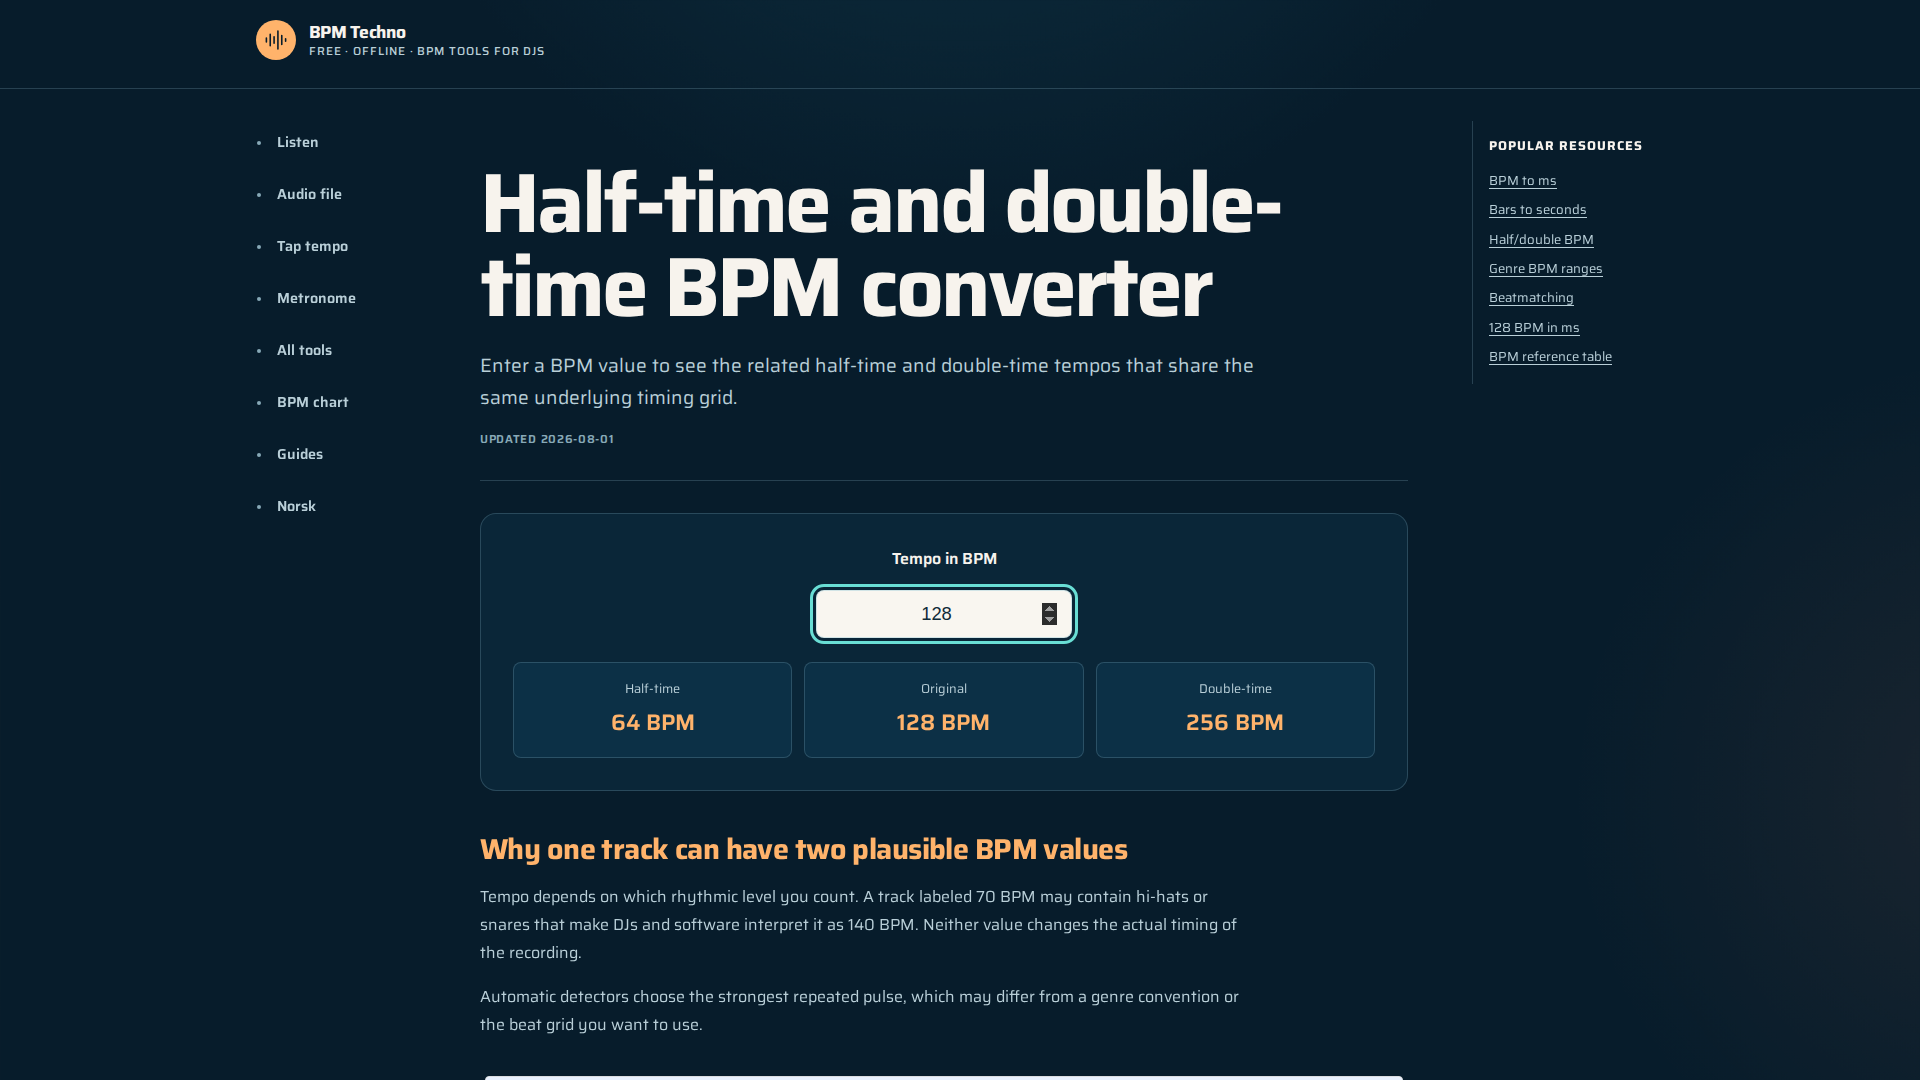 BPM Techno
FREE · OFFLINE · BPM TOOLS FOR DJS
Listen
Audio file
Tap tempo
Metronome
All tools
BPM chart
Guides
Norsk
Half-time and double-
time BPM converter
Enter a BPM value to see the related half-time and double-time tempos that share the
same underlying timing grid.
UPDATED 2026-08-01
Tempo in BPM
128
Half-time
64 BPM
Original
128 BPM
Double-time
256 BPM
Why one track can have two plausible BPM values
Tempo depends on which rhythmic level you count. A track labeled 70 BPM may contain hi-hats or
snares that make DJs and software interpret it as 140 BPM. Neither value changes the actual timing of
the recording.
Automatic detectors choose the strongest repeated pulse, which may differ from a genre convention or
the beat grid you want to use.
POPULAR RESOURCES
BPM to ms
Bars to seconds
Half/double BPM
Genre BPM ranges
Beatmatching
128 BPM in ms
BPM reference table